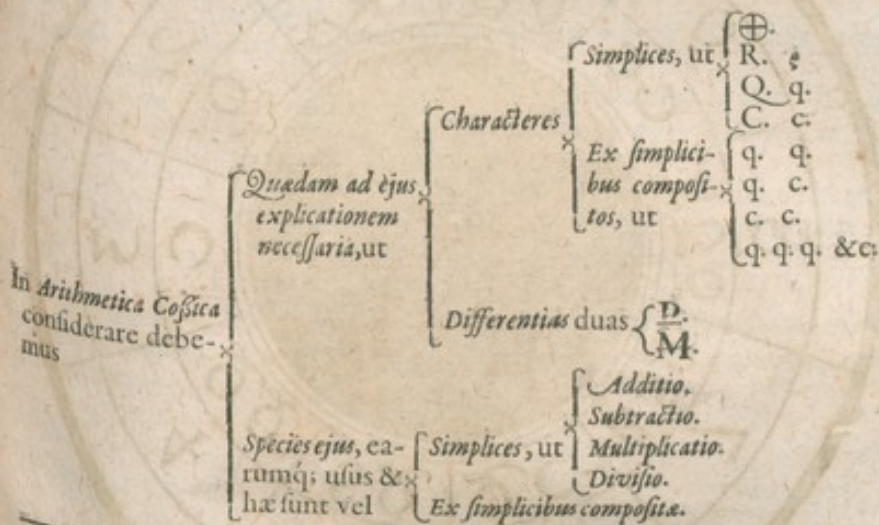 In Arithmetica Coſſica
conſiderare debe-
mus
Quædam ad ejus
explicationem
neceſſaria, ut
Characteres
Simplices, ut
⊕.
R.
Q. q.
C. c.
Ex ſimplici-
bus compoſi-
tos, ut
q. q.
q. c.
c. c.
q. q. q. &c.
Differentias duas
P.
M.
Species ejus, ea-
rumq; uſus &
hæ ſunt vel
Simplices, ut
Additio.
Subtractio.
Multiplicatio.
Diviſio.
Ex ſimplicibus compoſitæ.